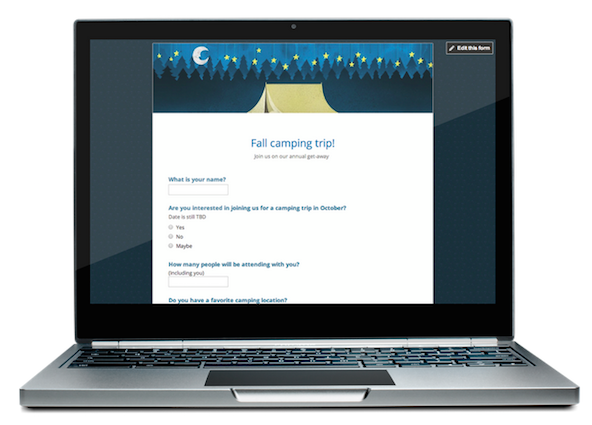 Edit this form
Fall camping trip!
Join us on our annual get-away
What is your name?
Are you interested in joining us for a camping trip in October?
Date is still TBD
Yes
No
Maybe
How many people will be attending with you?
(Including you)
Do you have a favorite camping location?